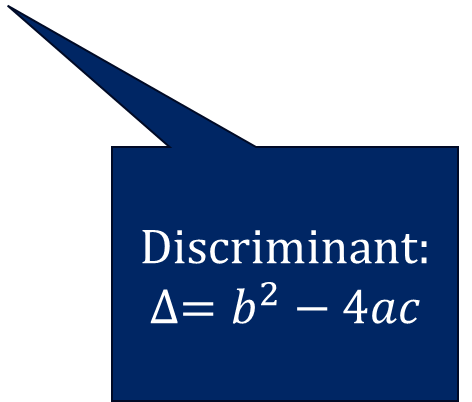 Discriminant:
Δ= 𝑏² − 4𝑎𝑐